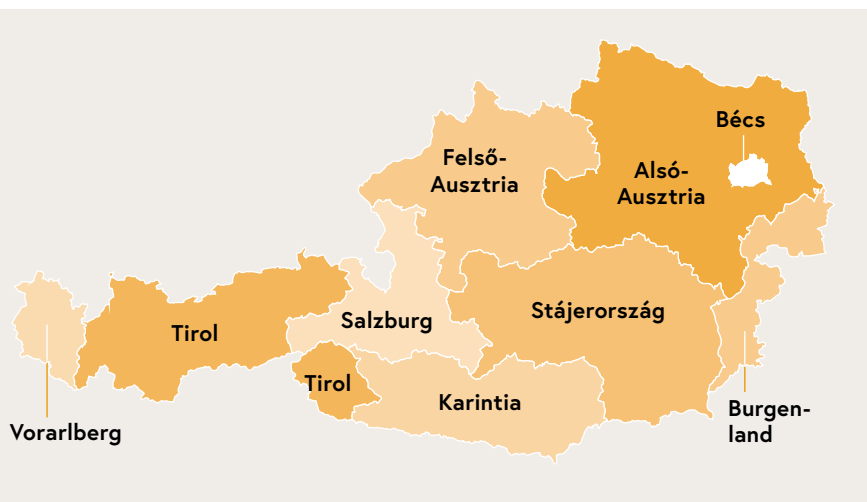 Bécs
Felső-
Ausztria
Alsó-
Ausztria
Stájerország
Salzburg
Tirol
Tirol
Karintia
Burgen-
land
Vorarlberg